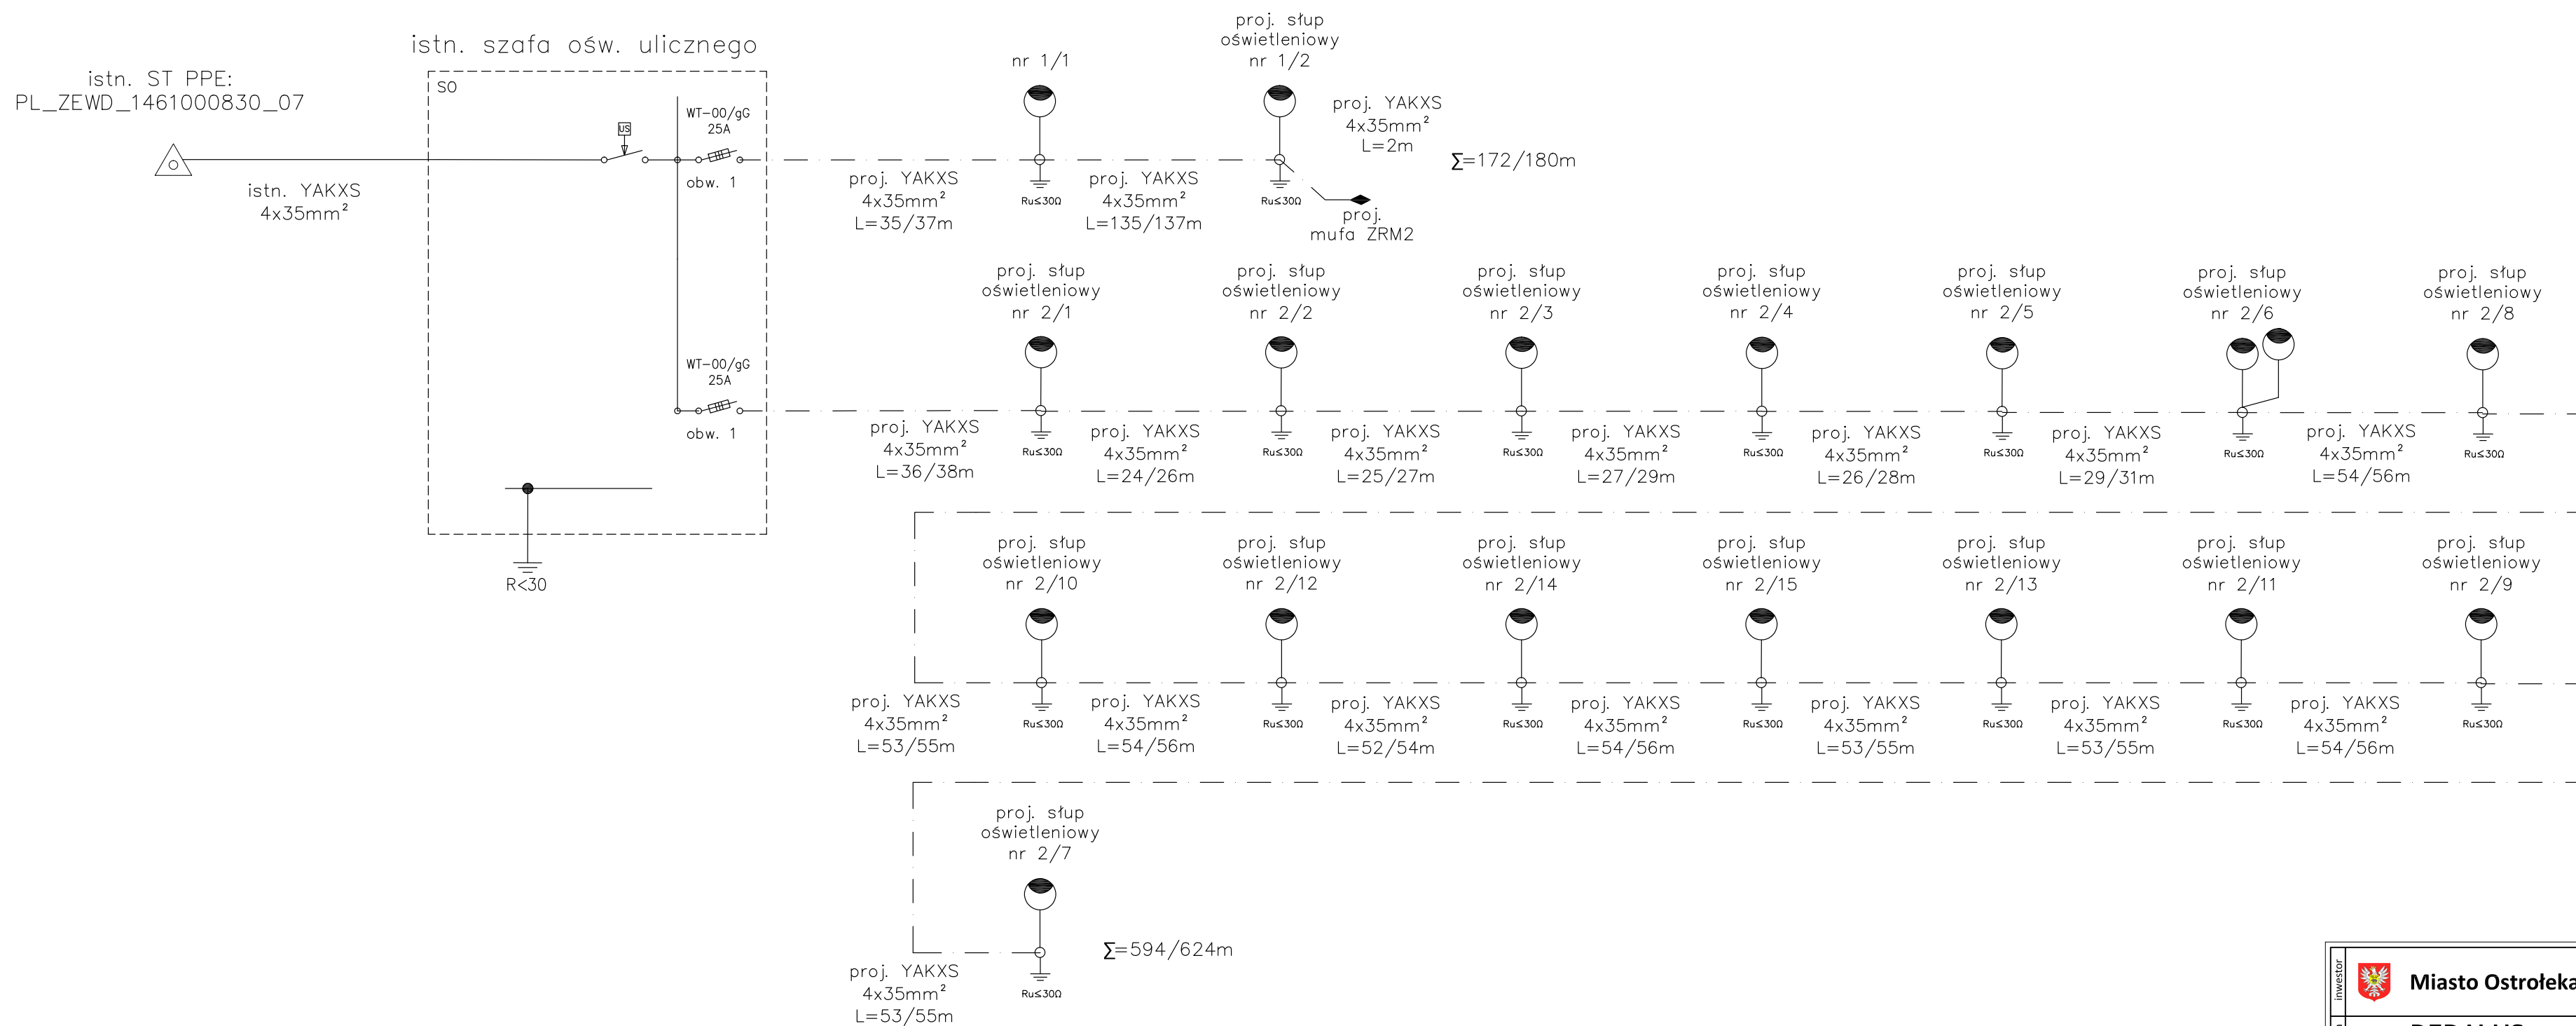 istn. ST PPE:
PL_ZEWD_1461000830_07
istn. YAKXS
4x35mm²
istn. szafa ośw. ulicznego
SO
US
WT-00/gG
25A
obw. 1
WT-00/gG
25A
obw. 1
R<30
nr 1/1
proj. słup
oświetleniowy
nr 1/2
proj. YAKXS
4x35mm²
L=2m
Σ=172/180m
proj. YAKXS
4x35mm²
L=35/37m
Ru≤30Ω
proj. YAKXS
4x35mm²
L=135/137m
Ru≤30Ω
proj.
mufa ZRM2
proj. słup
oświetleniowy
nr 2/1
proj. słup
oświetleniowy
nr 2/2
proj. słup
oświetleniowy
nr 2/3
proj. słup
oświetleniowy
nr 2/4
proj. słup
oświetleniowy
nr 2/5
proj. słup
oświetleniowy
nr 2/6
proj. słup
oświetleniowy
nr 2/8
proj. YAKXS
4x35mm²
L=36/38m
Ru≤30Ω
proj. YAKXS
4x35mm²
L=24/26m
Ru≤30Ω
proj. YAKXS
4x35mm²
L=25/27m
Ru≤30Ω
proj. YAKXS
4x35mm²
L=27/29m
Ru≤30Ω
proj. YAKXS
4x35mm²
L=26/28m
Ru≤30Ω
proj. YAKXS
4x35mm²
L=29/31m
Ru≤30Ω
proj. YAKXS
4x35mm²
L=54/56m
Ru≤30Ω
proj. słup
oświetleniowy
nr 2/10
proj. słup
oświetleniowy
nr 2/12
proj. słup
oświetleniowy
nr 2/14
proj. słup
oświetleniowy
nr 2/15
proj. słup
oświetleniowy
nr 2/13
proj. słup
oświetleniowy
nr 2/11
proj. słup
oświetleniowy
nr 2/9
proj. YAKXS
4x35mm²
L=53/55m
Ru≤30Ω
proj. YAKXS
4x35mm²
L=54/56m
Ru≤30Ω
proj. YAKXS
4x35mm²
L=52/54m
Ru≤30Ω
proj. YAKXS
4x35mm²
L=54/56m
Ru≤30Ω
proj. YAKXS
4x35mm²
L=53/55m
Ru≤30Ω
proj. YAKXS
4x35mm²
L=53/55m
Ru≤30Ω
proj. YAKXS
4x35mm²
L=54/56m
Ru≤30Ω
proj. słup
oświetleniowy
nr 2/7
proj. YAKXS
4x35mm²
L=53/55m
Ru≤30Ω
Σ=594/624m
inwestor
Miasto Ostrołęka